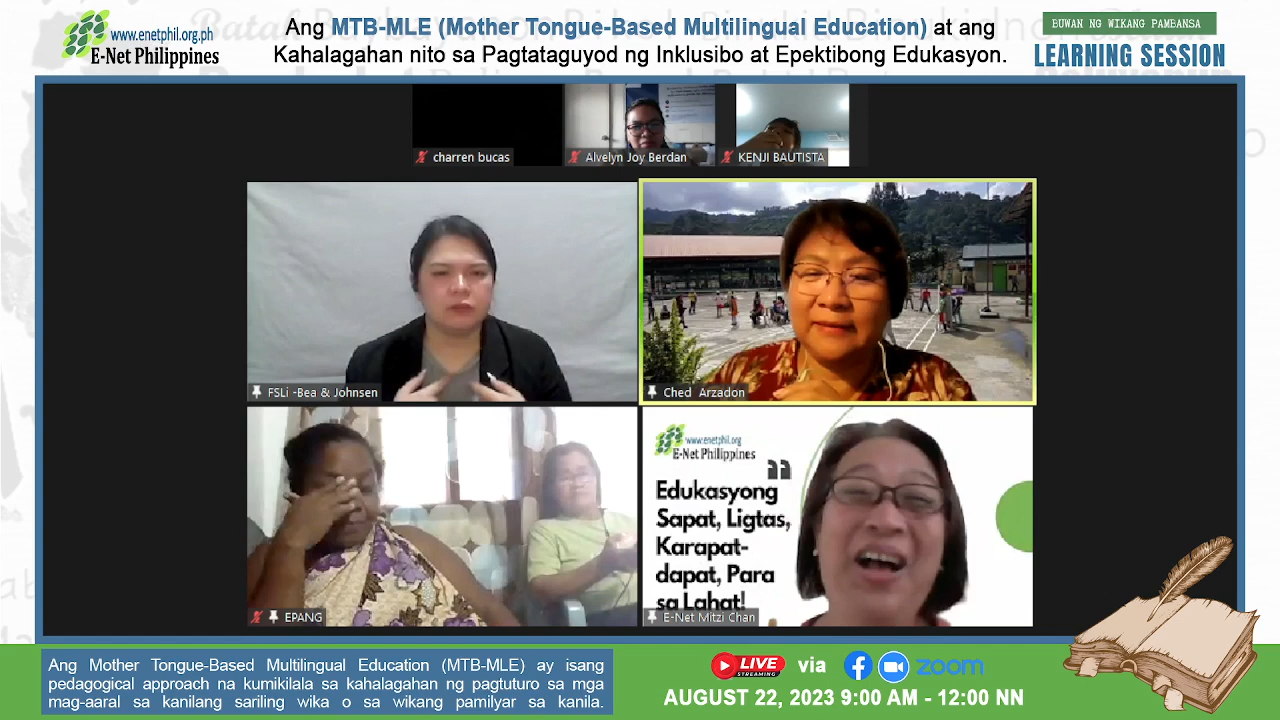 www.enetphil.org.ph
E-Net Philippines
Ang MTB-MLE (Mother Tongue-Based Multilingual Education) at ang
Kahalagahan nito sa Pagtataguyod ng Inklusibo at Epektibong Edukasyon.
BUWAN NG WIKANG PAMBANSA
LEARNING SESSION
charren bucas
Alvelyn Joy Berdan
KENJI BAUTISTA
FSLi -Bea & Johnsen
Ched Arzadon
www.enetphil.org
E-Net Philippines
"
Edukasyong
Sapat, Ligtas,
Karapat-
dapat, Para
sa Lahat!
EPANG
E-Net Mitzi Chan
Ang Mother Tongue-Based Multilingual Education (MTB-MLE) ay isang
pedagogical approach na kumikilala sa kahalagahan ng pagtuturo sa mga
mag-aaral sa kanilang sariling wika o sa wikang pamilyar sa kanila.
LIVE
STREAMING
via
zoom
AUGUST 22, 2023 9:00 AM - 12:00 NN